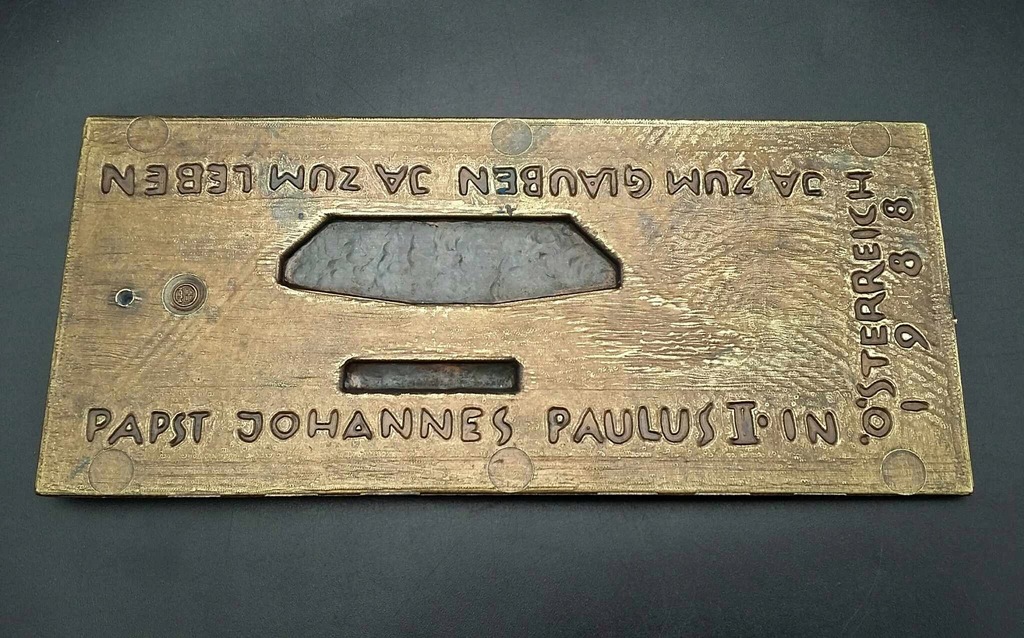 PAPST JOHANNES PAULUS II. IN
ÖSTERREICH
1988
JA ZUM GLAUBEN JA ZUM LEBEN